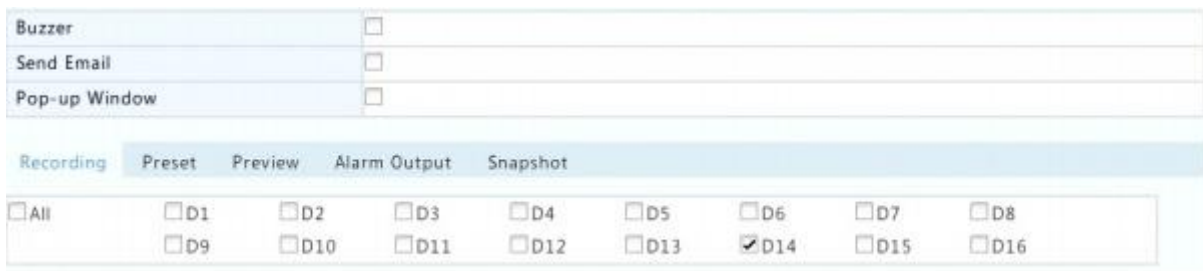 Buzzer
Send Email
Pop-up Window
Recording Preset Preview Alarm Output Snapshot
All D1 D2 D3 D4 D5 D6 D7 D8
D9 D10 D11 D12 D13 D14 D15 D16